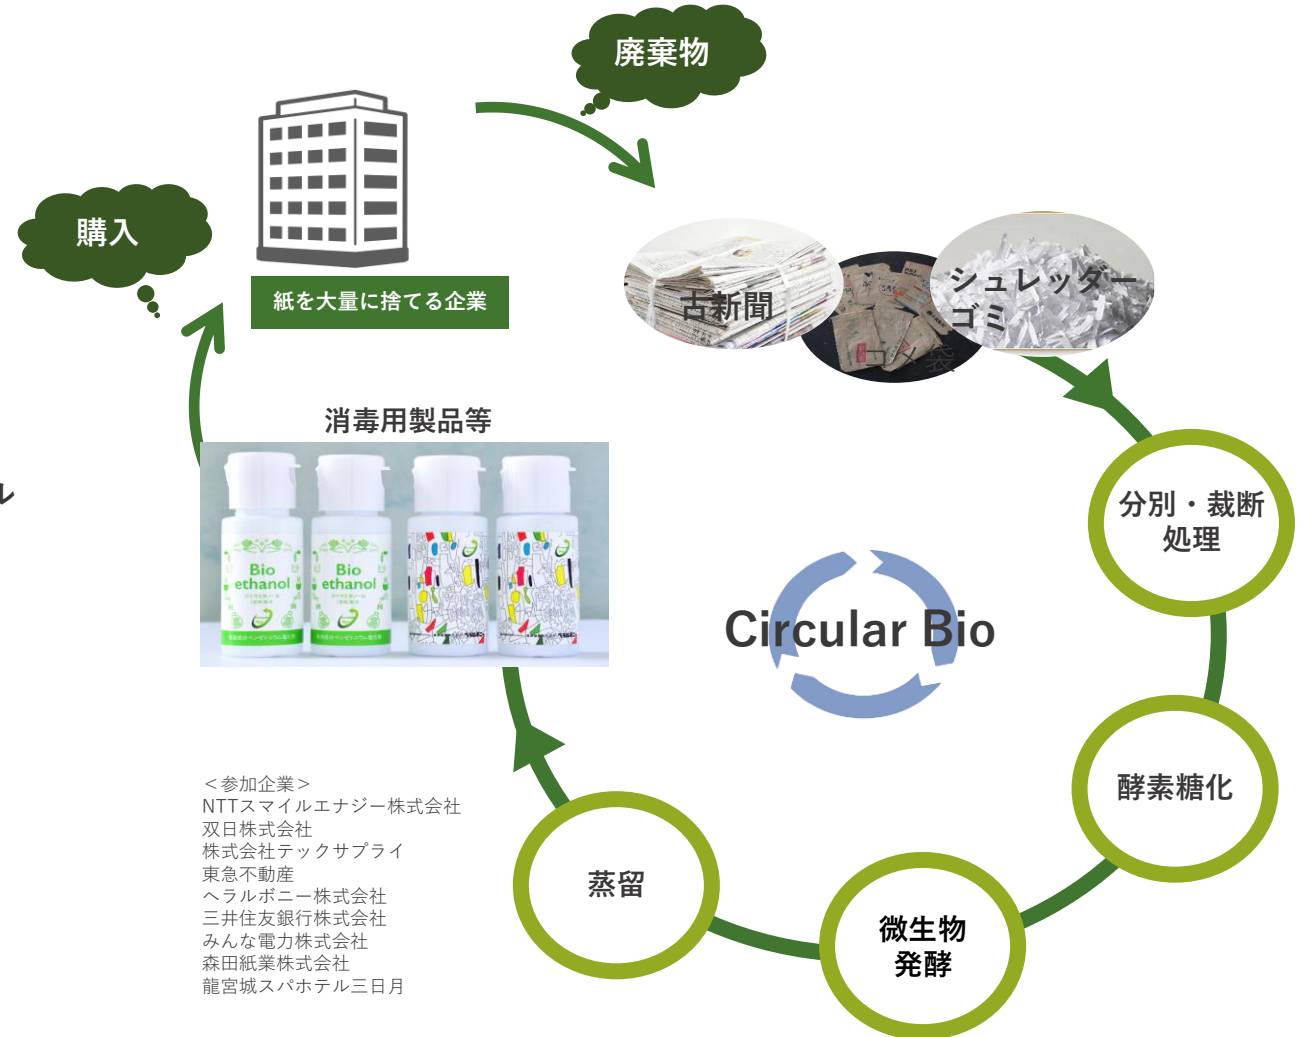 廃棄物
購入
紙を大量に捨てる企業
古新聞
コメ袋
シュレッダー
ゴミ
消毒用製品等
ル
Bio
ethanol
Bio
ethanol
分別・裁断
処理
Circular Bio
酵素糖化
微生物
発酵
蒸留
＜参加企業＞
NTTスマイルエナジー株式会社
双日株式会社
株式会社テックサプライ
東急不動産
ヘラルボニー株式会社
三井住友銀行株式会社
みんな電力株式会社
森田紙業株式会社
龍宮城スパホテル三日月